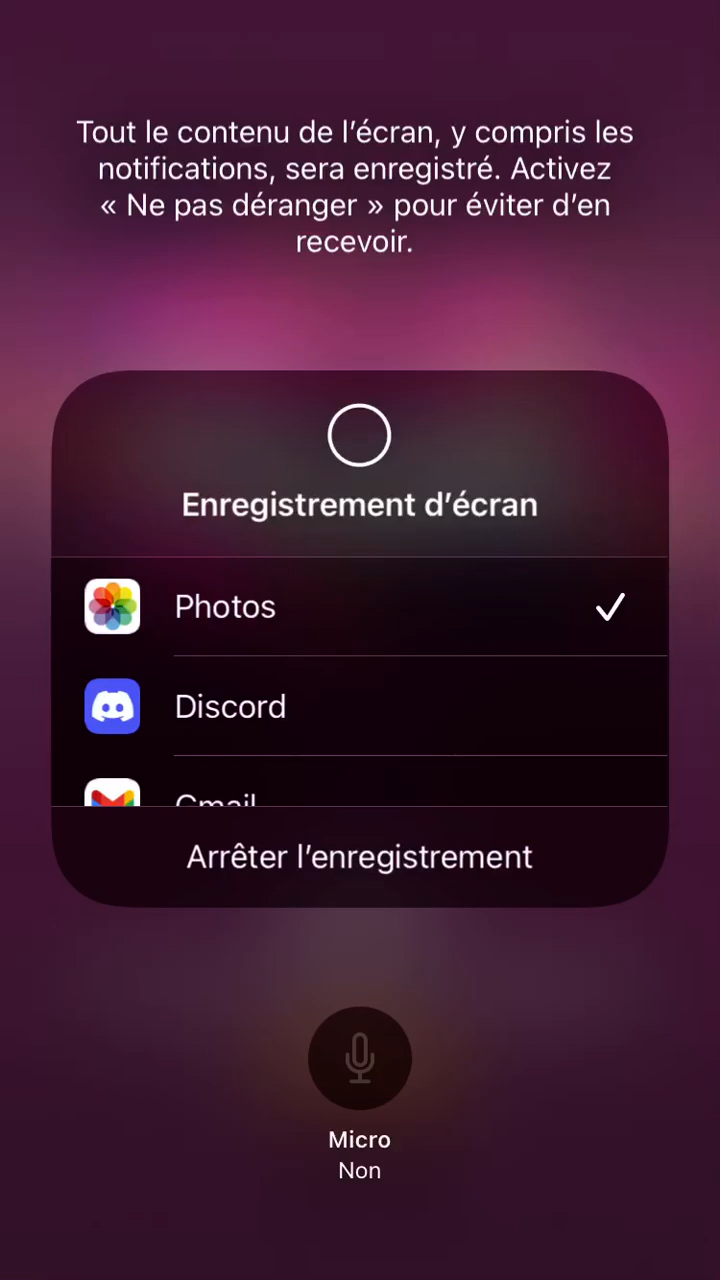 Tout le contenu de l’écran, y compris les
notifications, sera enregistré. Activez
« Ne pas déranger » pour éviter d’en
recevoir.
Enregistrement d’écran
Photos
Discord
Gmail
Arrêter l’enregistrement
Micro
Non